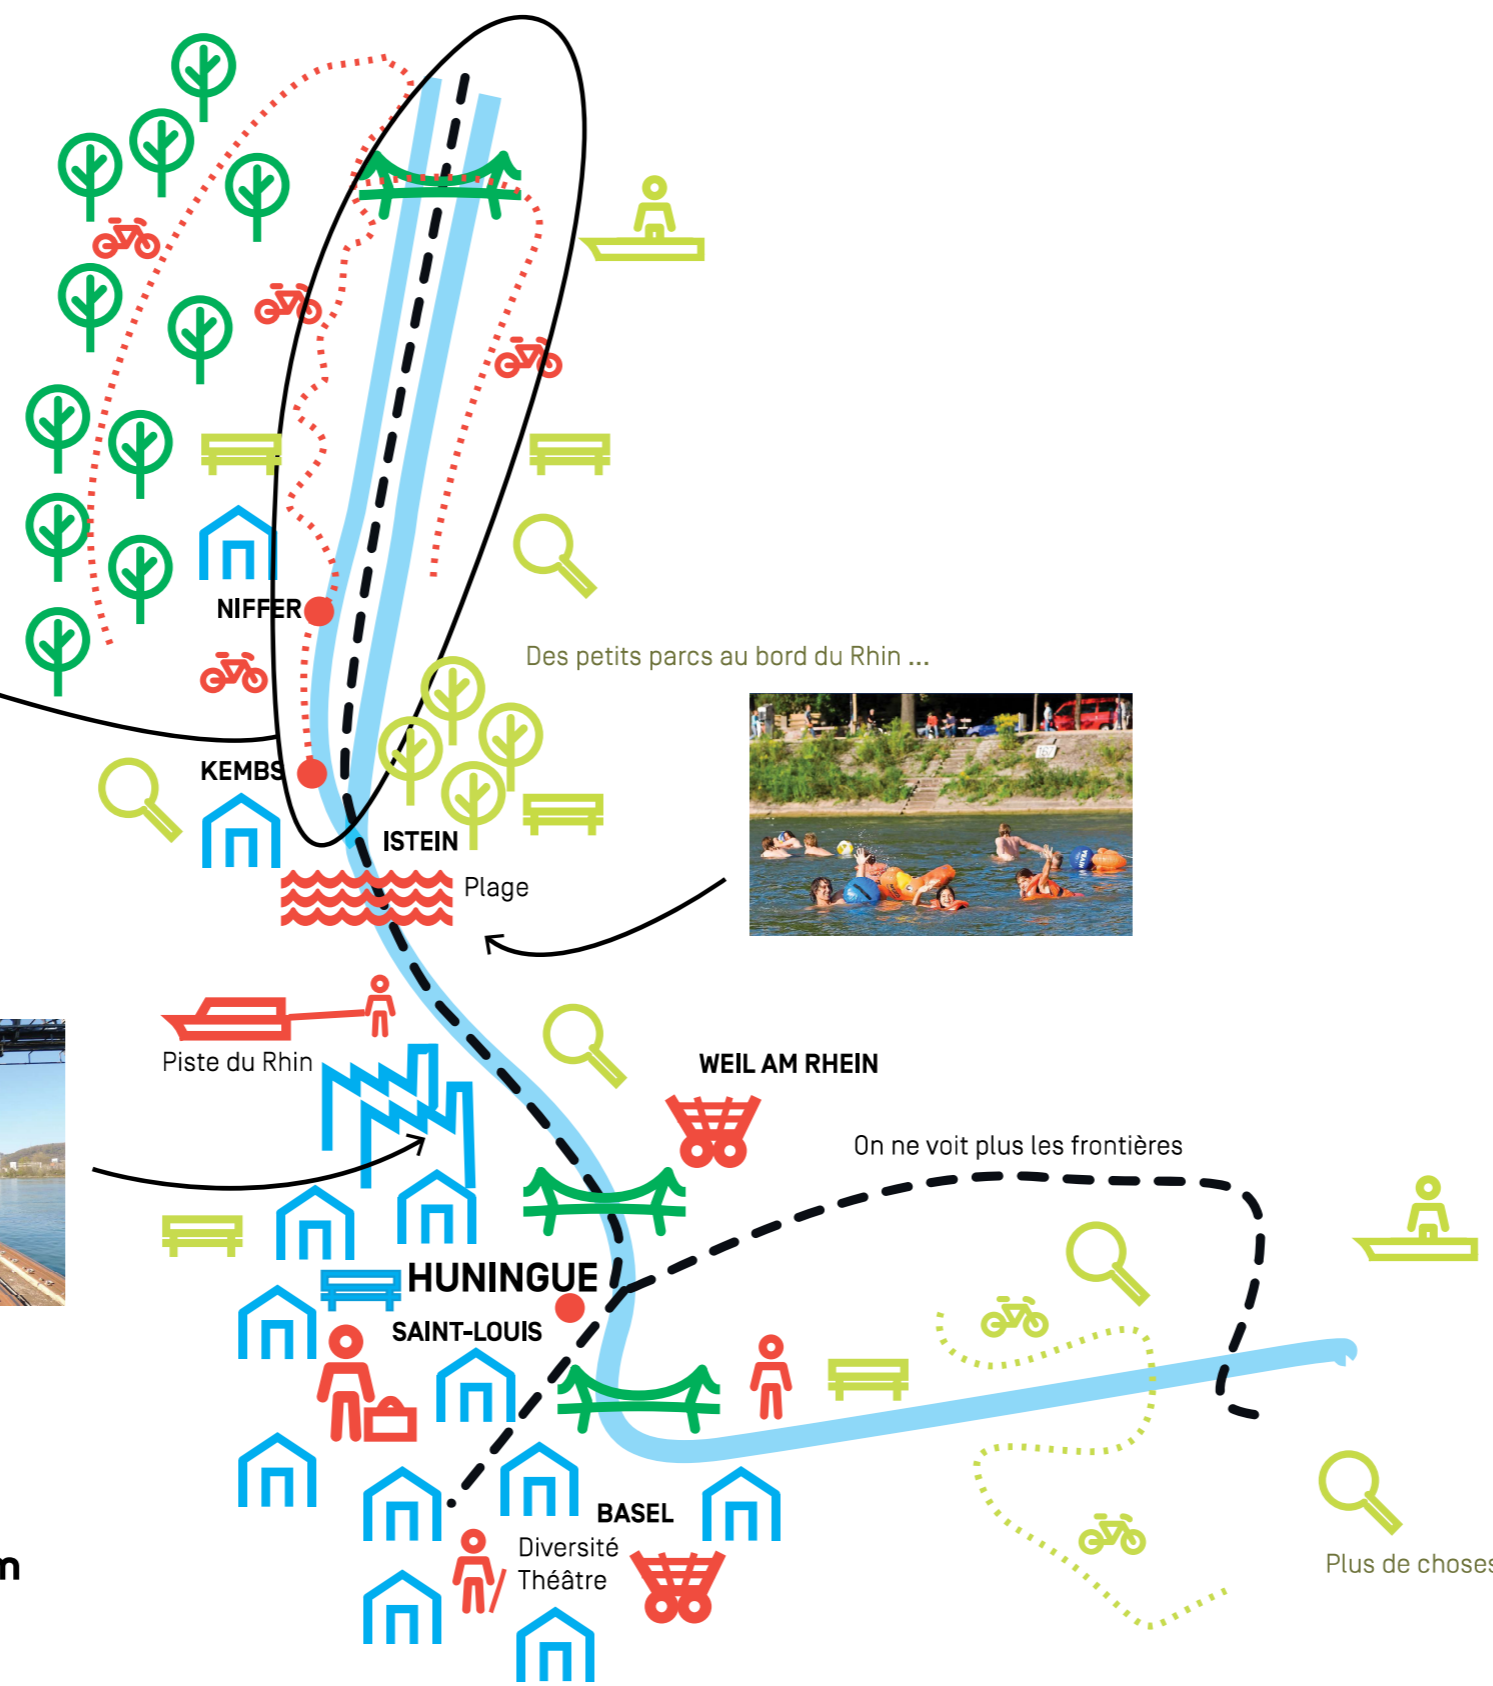 NIFFER
Des petits parcs au bord du Rhin ...
KEMBS
ISTEIN
Plage
Piste du Rhin
WEIL AM RHEIN
On ne voit plus les frontières
HUNINGUE
SAINT-LOUIS
BASEL
Diversité
Théâtre
Plus de choses